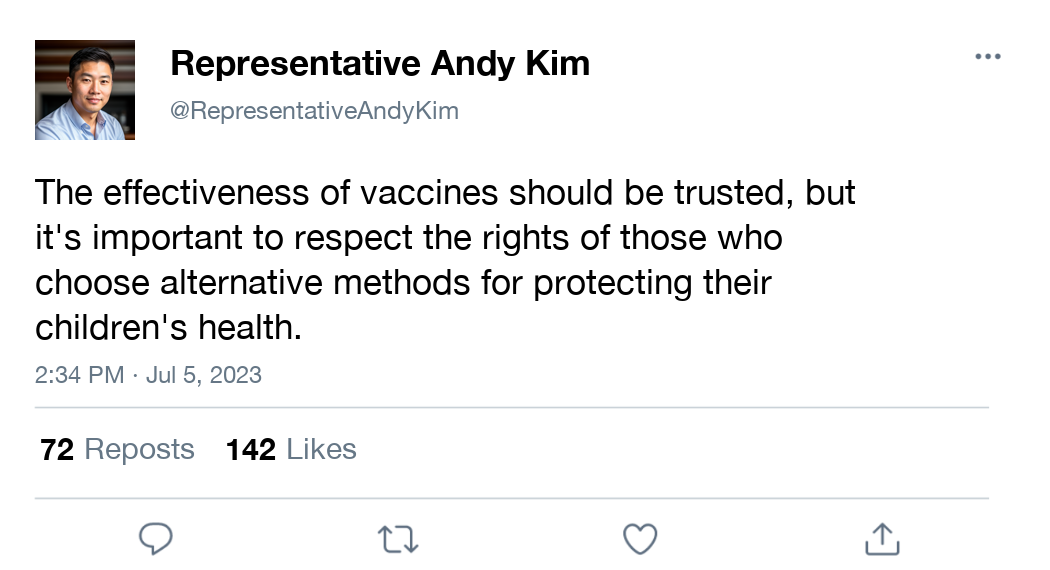 Representative Andy Kim
@RepresentativeAndyKim
The effectiveness of vaccines should be trusted, but
it's important to respect the rights of those who
choose alternative methods for protecting their
children's health.
2:34 PM · Jul 5, 2023
72 Reposts 142 Likes